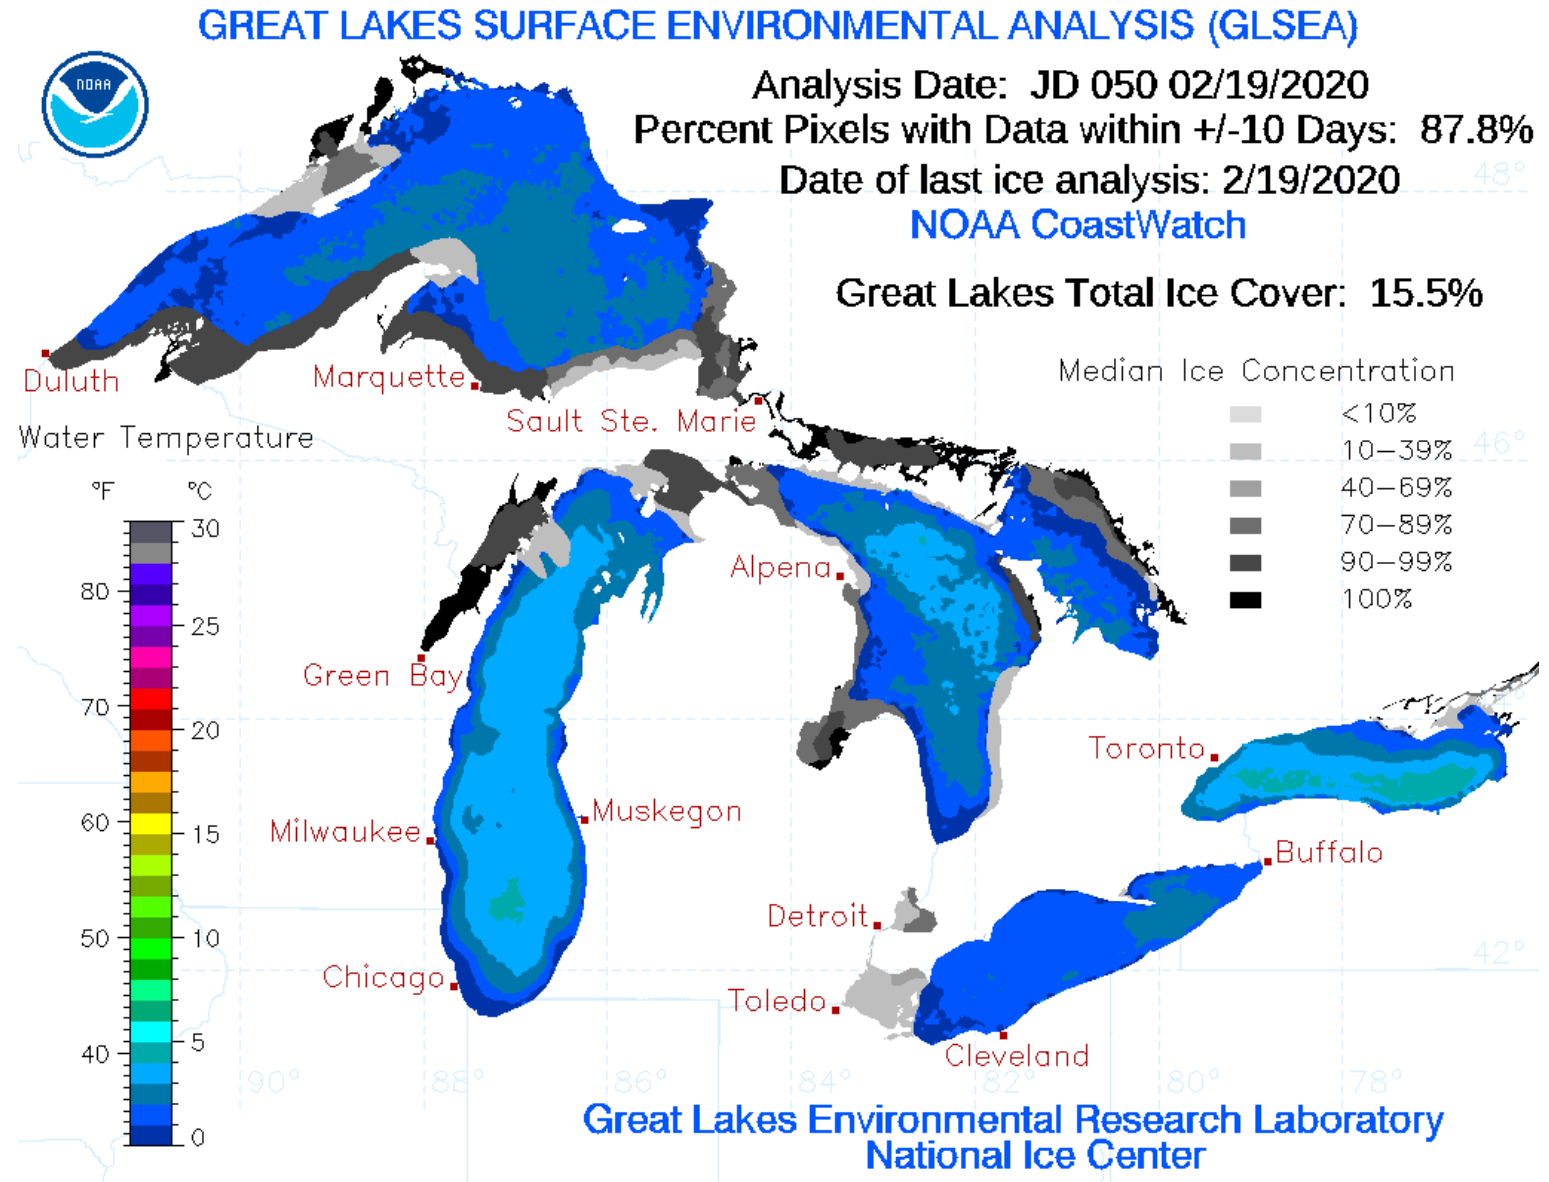 GREAT LAKES SURFACE ENVIRONMENTAL ANALYSIS (GLSEA)
NOAA
Analysis Date: JD 050 02/19/2020
Percent Pixels with Data within +/-10 Days: 87.8%
Date of last ice analysis: 2/19/2020
48°
NOAA CoastWatch
Great Lakes Total Ice Cover: 15.5%
Duluth
Marquette
Sault Ste. Marie
Median Ice Concentration
<10%
10-39%
40-69%
70-89%
90-99%
100%
46°
Water Temperature
°F
°C
30
80
25
70
20
60
15
50
10
40
5
0
Alpena
Green Bay
Toronto
Milwaukee
Muskegon
Buffalo
Detroit
42°
Chicago
Toledo
Cleveland
90°
88°
86°
84°
82°
80°
78°
Great Lakes Environmental Research Laboratory
National Ice Center